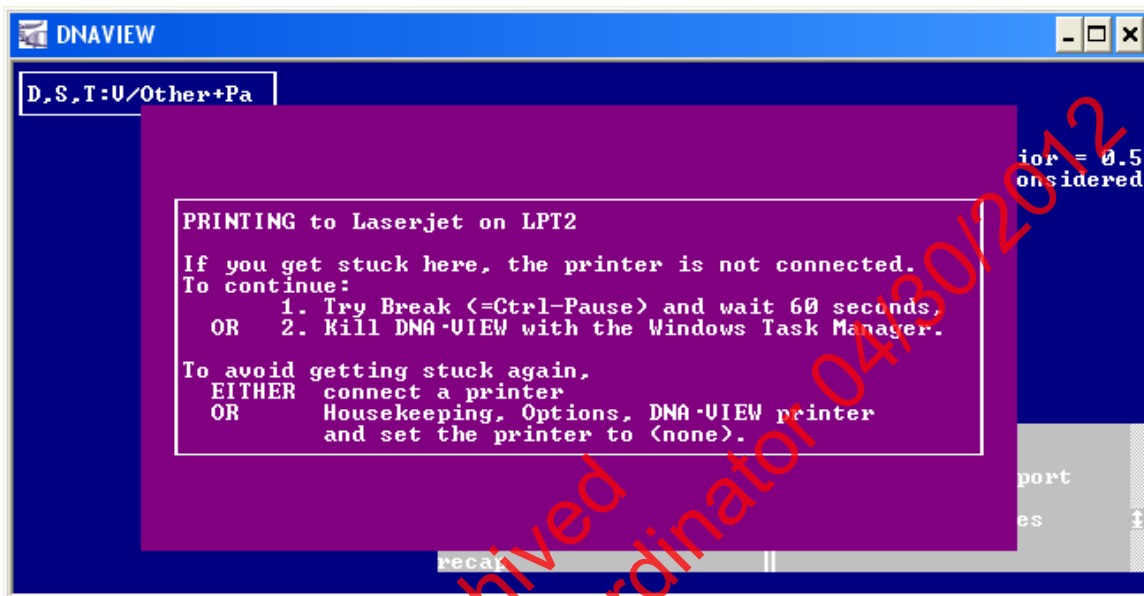 DNAVIEW
D,S,T:V/Other+Pa
ior = 0.5
onsidered
PRINTING to Laserjet on LPT2
If you get stuck here, the printer is not connected.
To continue:
1. Try Break (=Ctrl-Pause) and wait 60 seconds,
OR 2. Kill DNA·VIEW with the Windows Task Manager.
To avoid getting stuck again,
EITHER connect a printer
OR Housekeeping, Options, DNA·VIEW printer
and set the printer to (none).
port
es
recap
hived
rdinator 04/30/2012